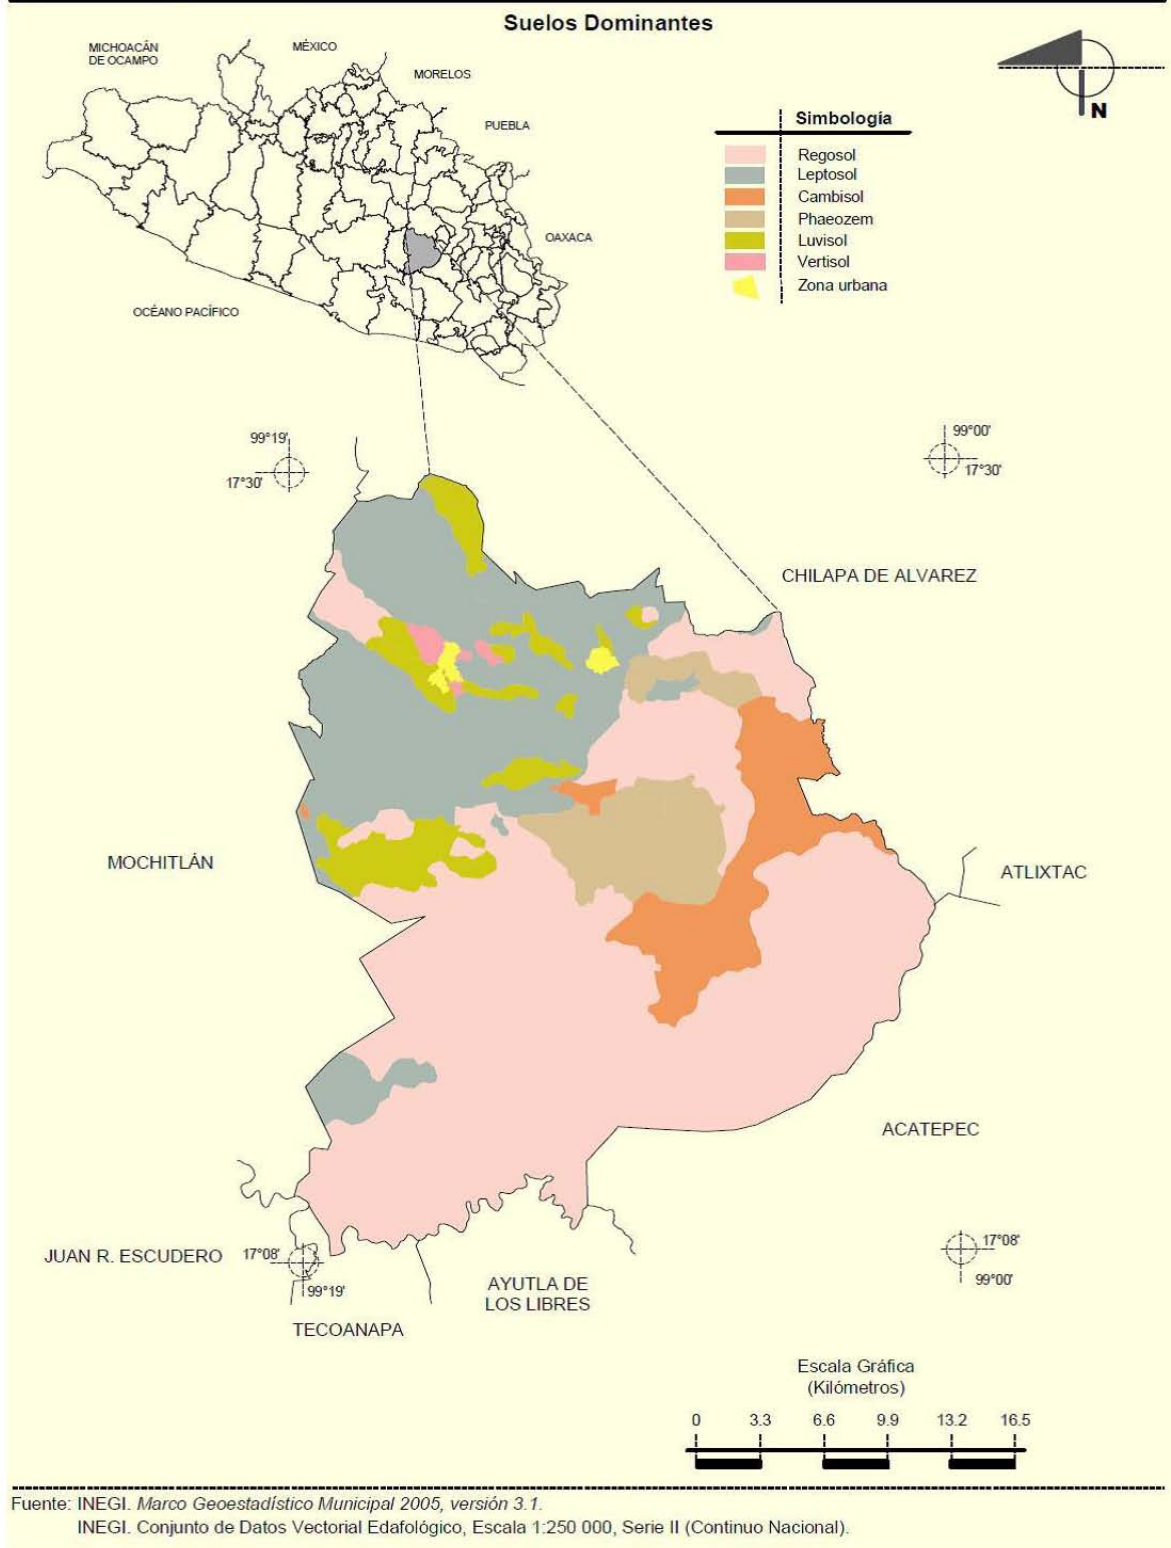 Suelos Dominantes
MICHOACÁN
DE OCAMPO
MÉXICO
MORELOS
PUEBLA
OAXACA
OCÉANO PACÍFICO
N
Simbología
Regosol
Leptosol
Cambisol
Phaeozem
Luvisol
Vertisol
Zona urbana
99°19'
17°30'
99°00'
17°30'
CHILAPA DE ALVAREZ
MOCHITLÁN
ATLIXTAC
ACATEPEC
JUAN R. ESCUDERO
17°08'
99°19'
TECOANAPA
AYUTLA DE
LOS LIBRES
17°08'
99°00'
Escala Gráfica
(Kilómetros)
0 3.3 6.6 9.9 13.2 16.5
Fuente: INEGI. Marco Geoestadístico Municipal 2005, versión 3.1.
INEGI. Conjunto de Datos Vectorial Edafológico, Escala 1:250 000, Serie II (Continuo Nacional).